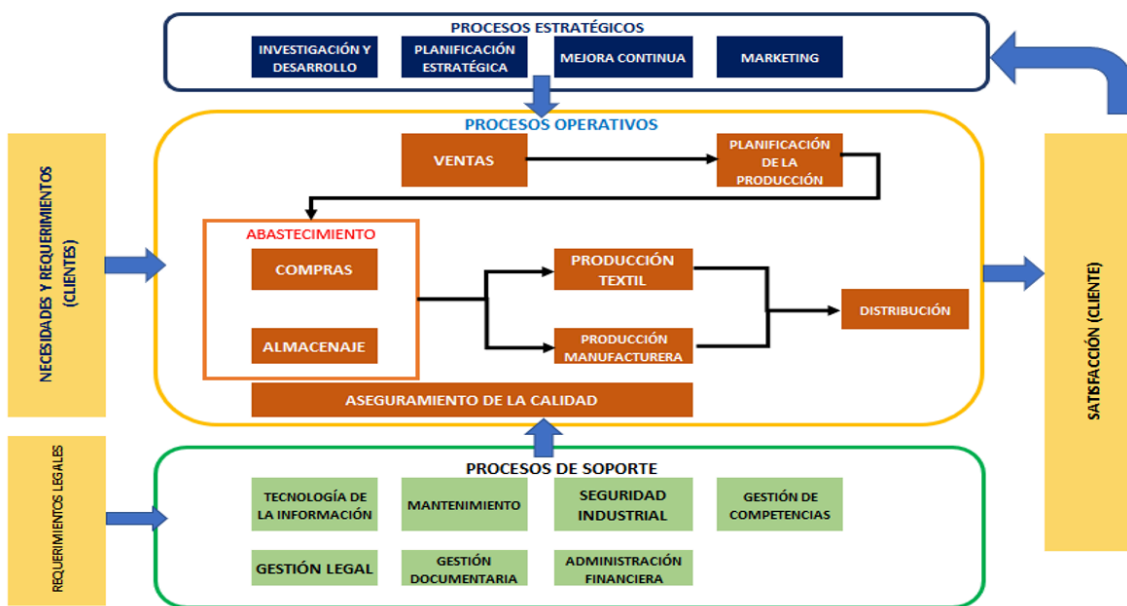 PROCESOS ESTRATÉGICOS
INVESTIGACIÓN Y
DESARROLLO
PLANIFICACIÓN
ESTRATÉGICA
MEJORA CONTINUA
MARKETING
NECESIDADES Y REQUERIMIENTOS
(CLIENTES)
PROCESOS OPERATIVOS
VENTAS
PLANIFICACIÓN
DE LA
PRODUCCIÓN
ABASTECIMIENTO
COMPRAS
ALMACENAJE
PRODUCCIÓN
TEXTIL
PRODUCCIÓN
MANUFACTURERA
DISTRIBUCIÓN
ASEGURAMIENTO DE LA CALIDAD
SATISFACCIÓN (CLIENTE)
REQUERIMIENTOS LEGALES
PROCESOS DE SOPORTE
TECNOLOGÍA DE
LA INFORMACIÓN
MANTENIMIENTO
SEGURIDAD
INDUSTRIAL
GESTIÓN DE
COMPETENCIAS
GESTIÓN LEGAL
GESTIÓN
DOCUMENTARIA
ADMINISTRACIÓN
FINANCIERA